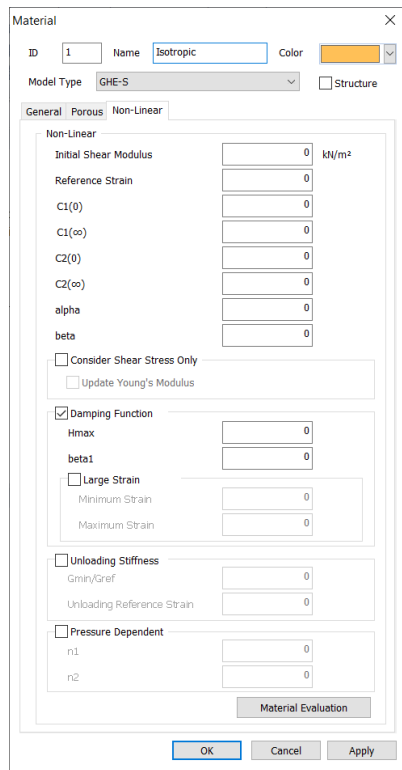 Material
ID 1 Name Isotropic Color
Model Type GHE-S Structure
General Porous Non-Linear
Non-Linear
Initial Shear Modulus 0 kN/m²
Reference Strain 0
C1(0) 0
C1(∞) 0
C2(0) 0
C2(∞) 0
alpha 0
beta 0
Consider Shear Stress Only
Update Young's Modulus
Damping Function
Hmax 0
beta1 0
Large Strain
Minimum Strain 0
Maximum Strain 0
Unloading Stiffness
Gmin/Gref 0
Unloading Reference Strain 0
Pressure Dependent
n1 0
n2 0
Material Evaluation
OK Cancel Apply